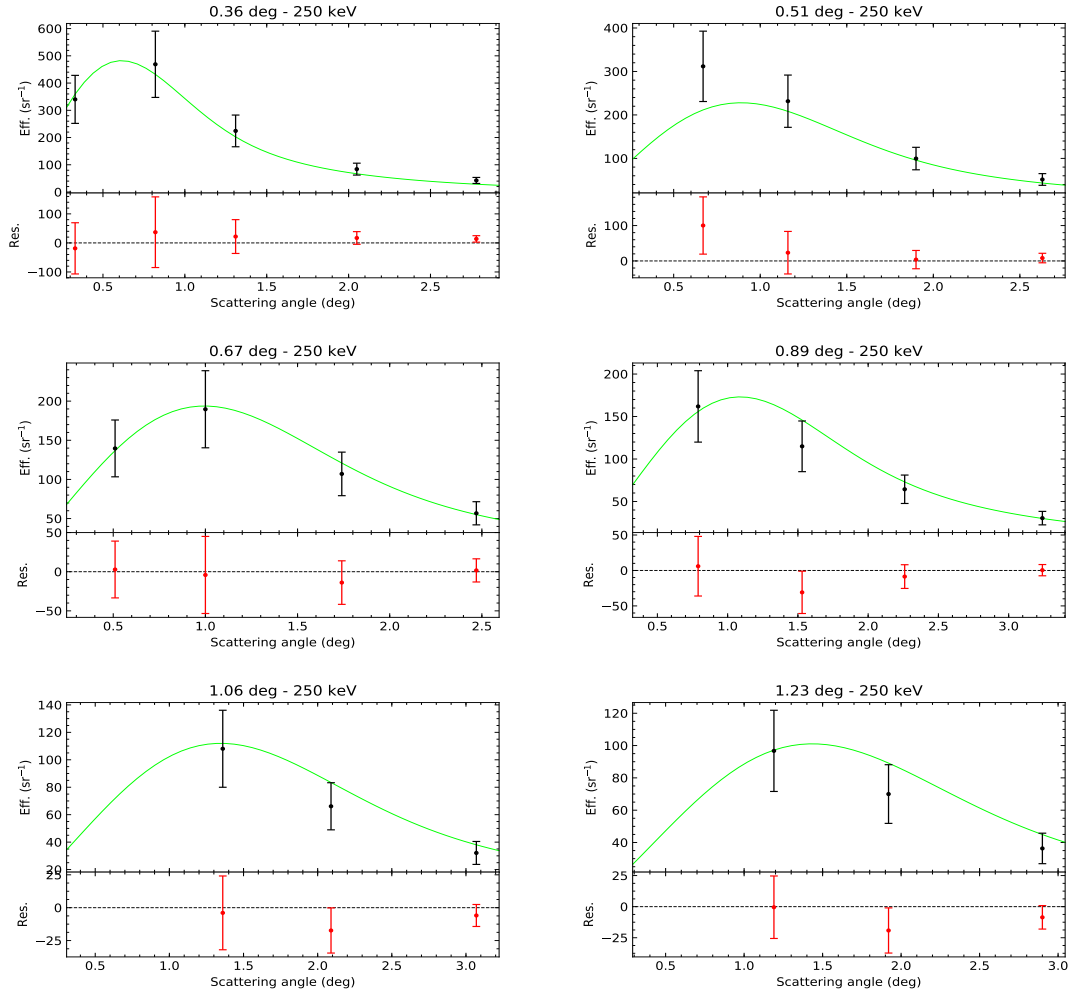 0.36 deg - 250 keV
600
500
400
300
200
100
0
Eff. (sr⁻¹)
100
0
−100
Res.
0.5 1.0 1.5 2.0 2.5
Scattering angle (deg)
0.51 deg - 250 keV
400
300
200
100
Eff. (sr⁻¹)
100
0
Res.
0.5 1.0 1.5 2.0 2.5
Scattering angle (deg)
0.67 deg - 250 keV
200
150
100
50
Eff. (sr⁻¹)
50
0
−50
Res.
0.5 1.0 1.5 2.0 2.5
Scattering angle (deg)
0.89 deg - 250 keV
200
150
100
50
Eff. (sr⁻¹)
50
0
−50
Res.
0.5 1.0 1.5 2.0 2.5 3.0
Scattering angle (deg)
1.06 deg - 250 keV
140
120
100
80
60
40
20
Eff. (sr⁻¹)
25
0
−25
Res.
0.5 1.0 1.5 2.0 2.5 3.0
Scattering angle (deg)
1.23 deg - 250 keV
120
100
80
60
40
Eff. (sr⁻¹)
25
0
−25
Res.
0.5 1.0 1.5 2.0 2.5 3.0
Scattering angle (deg)